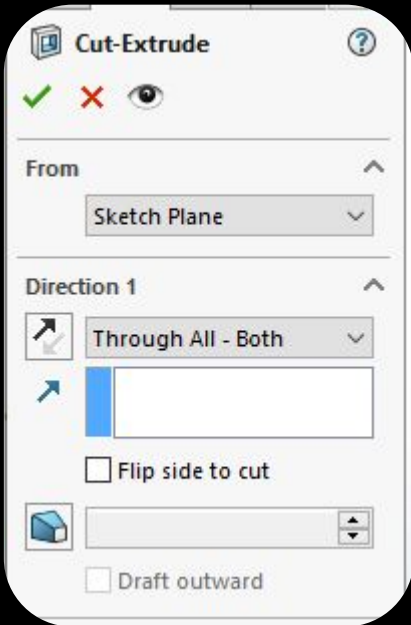 Cut-Extrude
From
Sketch Plane
Direction 1
Through All - Both
Flip side to cut
Draft outward